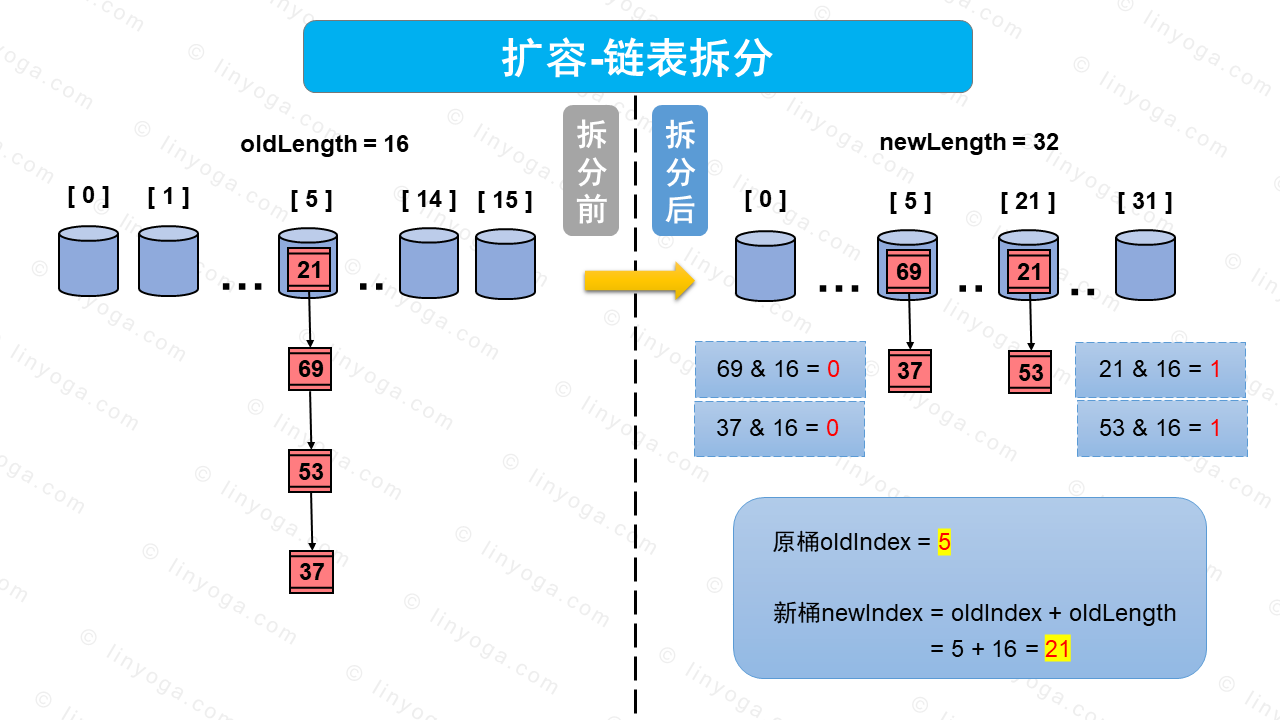 扩容-链表拆分
拆分前
拆分后
oldLength = 16
[ 0 ]
[ 1 ]
[ 5 ]
[ 14 ]
[ 15 ]
21
...
..
69
53
37
newLength = 32
[ 0 ]
[ 5 ]
[ 21 ]
[ 31 ]
...
69
..
21
..
37
53
69 & 16 = 0
37 & 16 = 0
21 & 16 = 1
53 & 16 = 1
原桶oldIndex = 5
新桶newIndex = oldIndex + oldLength
= 5 + 16 = 21
© linyoga.com